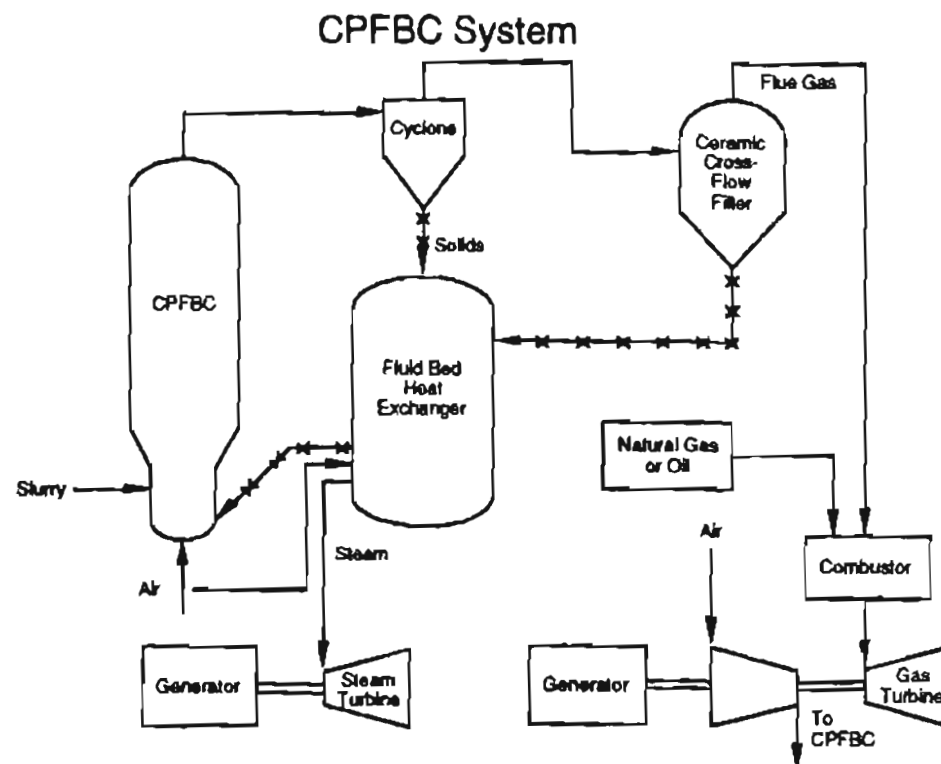 CPFBC System
Flue Gas
Cyclone
Ceramic
Cross-
Flow
Filter
Solids
CPFBC
Fluid Bed
Heat
Exchanger
Natural Gas
or Oil
Slurry
Air
Steam
Air
Combustor
Generator
Steam
Turbine
Generator
Gas
Turbine
To
CPFBC